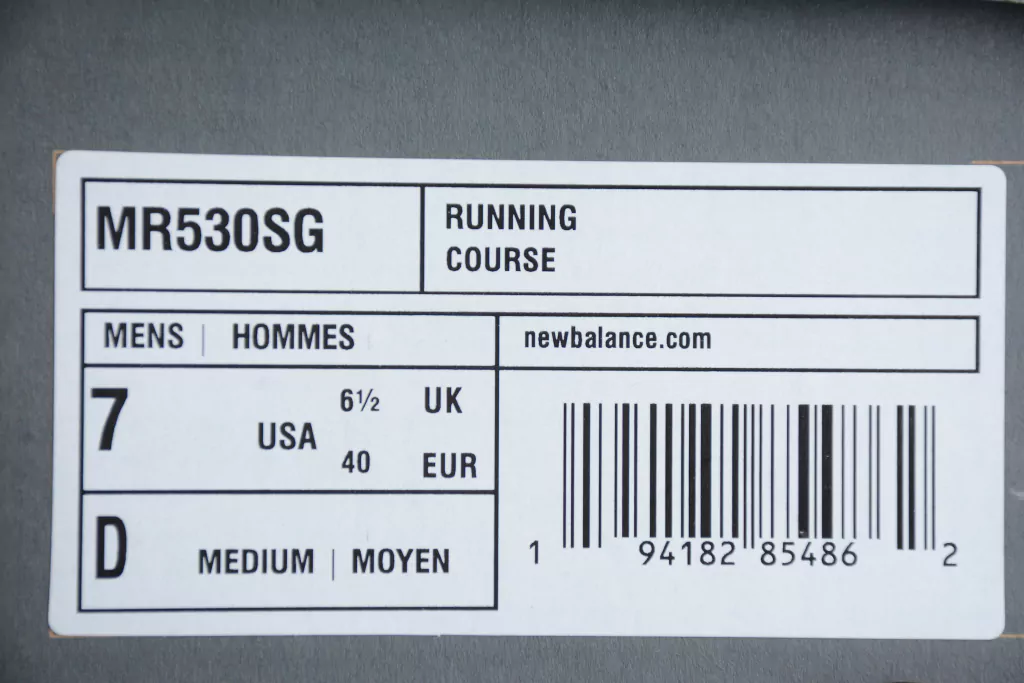 MR530SG
RUNNING
COURSE
MENS | HOMMES
newbalance.com
7 USA 6½ UK
40 EUR
D MEDIUM | MOYEN
1 94182 85486 2